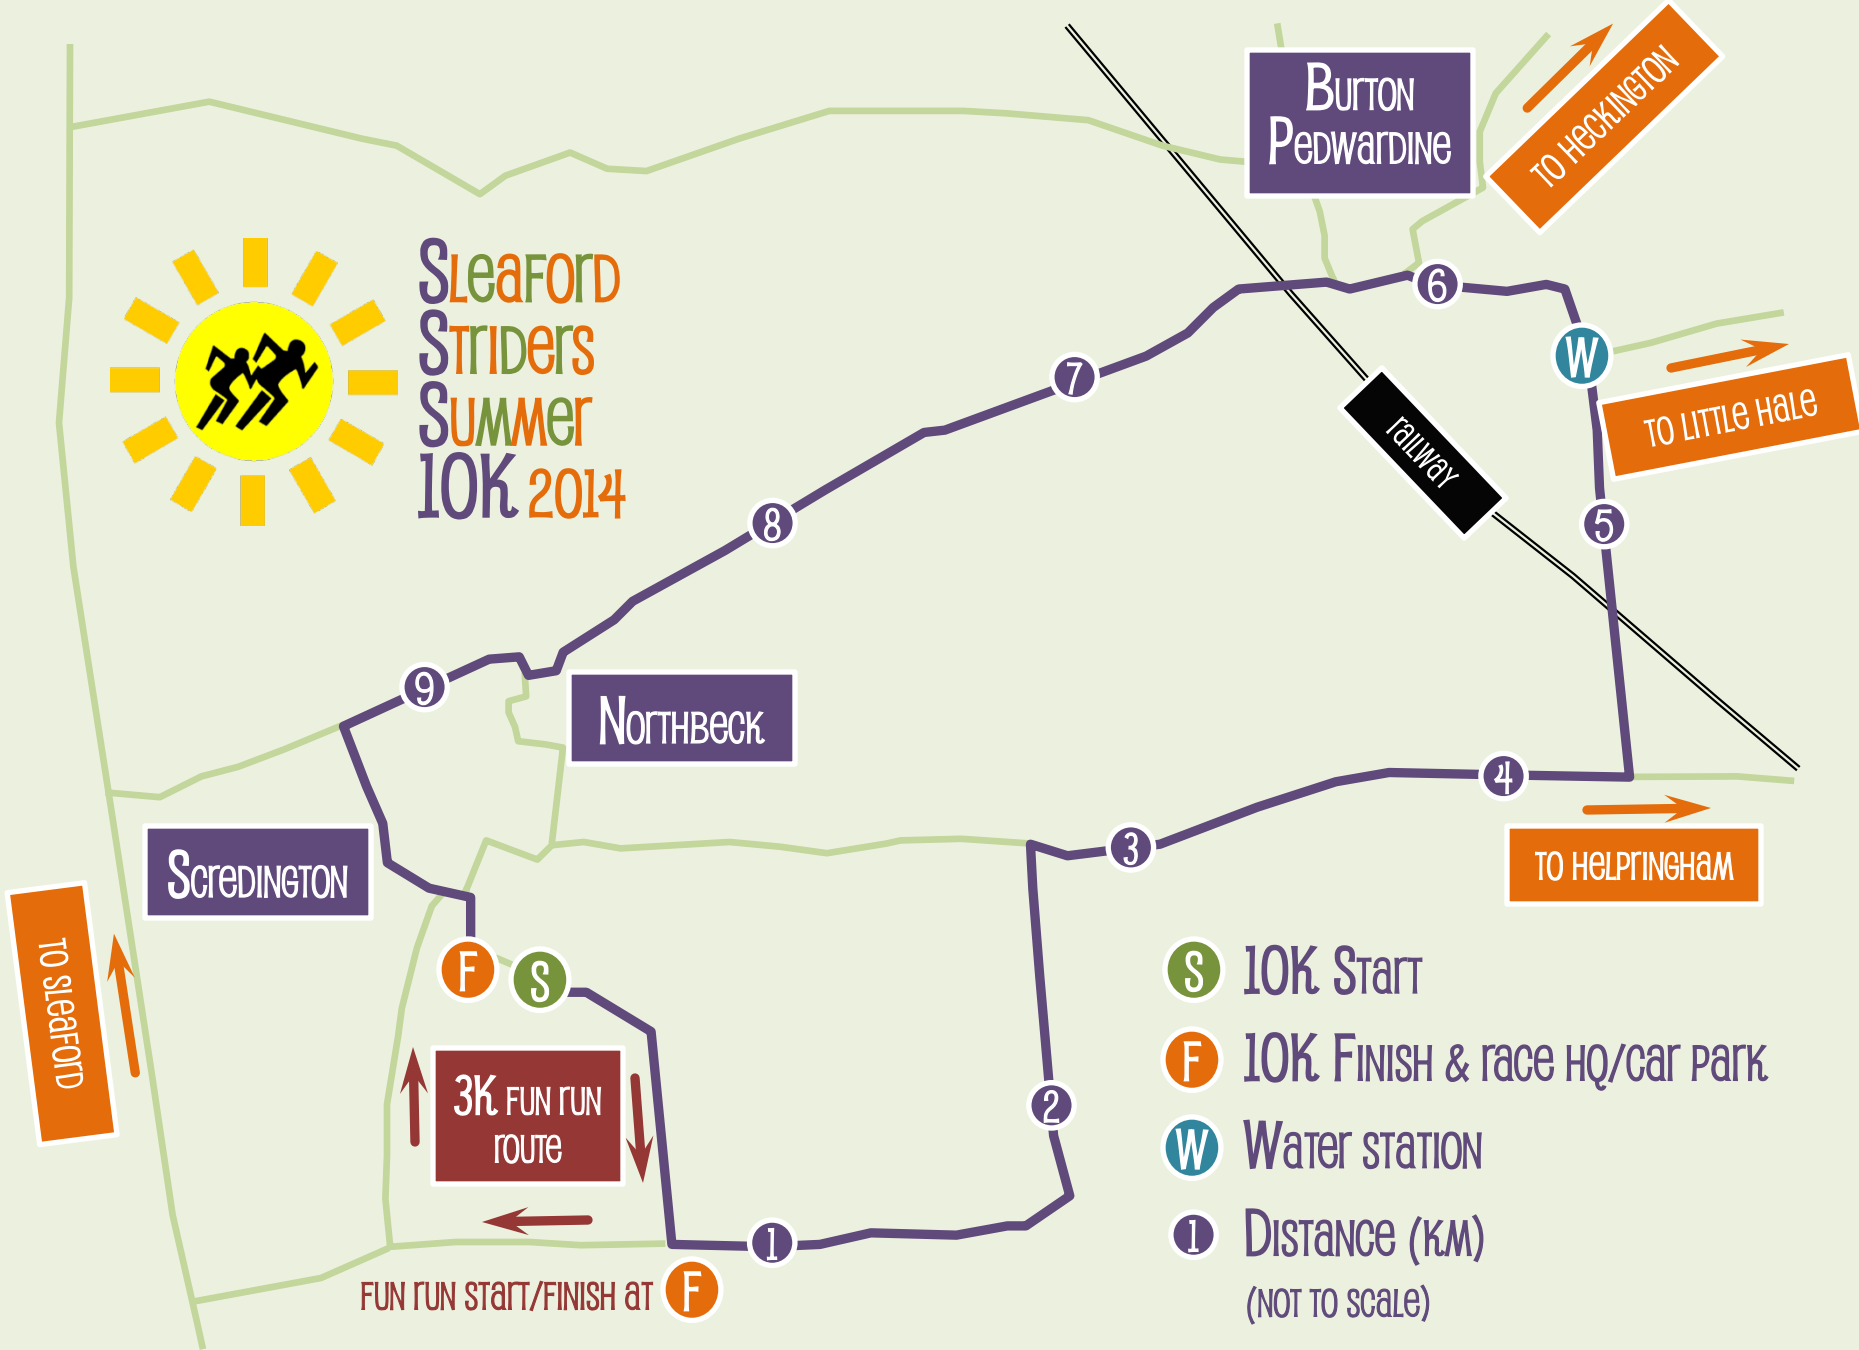 Burton
Pedwardine
to Heckington
Sleaford
Striders
Summer
10K 2014
6
W
7
to Little Hale
railway
8
5
9
Northbeck
4
3
Scredington
to Helpringham
to Sleaford
F
S
S 10K Start
3K fun run
route
F 10K Finish & race HQ/car park
2
W Water station
1
1 Distance (km)
fun run start/finish at F
(not to scale)